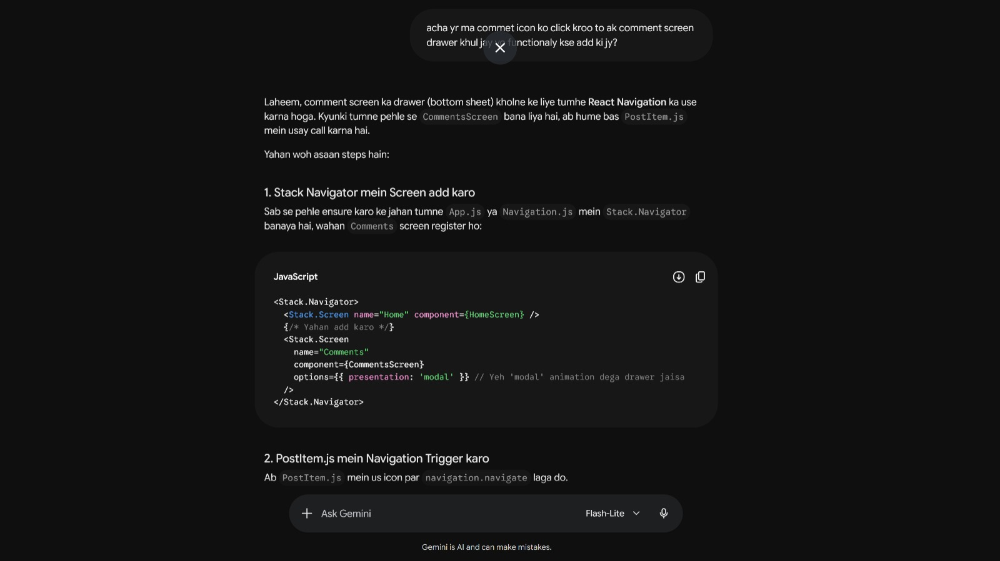 acha yr ma commet icon ko click kroo to ak comment screen
drawer khul jay yo functionaly kse add ki jy?
Laheem, comment screen ka drawer (bottom sheet) kholne ke liye tumhe React Navigation ka use
karna hoga. Kyunki tumne pehle se CommentsScreen bana liya hai, ab hume bas PostItem.js
mein usay call karna hai.
Yahan woh asaan steps hain:
1. Stack Navigator mein Screen add karo
Sab se pehle ensure karo ke jahan tumne App.js ya Navigation.js mein Stack.Navigator
banaya hai, wahan Comments screen register ho:
JavaScript
<Stack.Navigator>
<Stack.Screen name="Home" component={HomeScreen} />
{/* Yahan add karo */}
<Stack.Screen
name="Comments"
component={CommentsScreen}
options={{ presentation: 'modal' }} // Yeh 'modal' animation dega drawer jaisa
/>
</Stack.Navigator>
2. PostItem.js mein Navigation Trigger karo
Ab PostItem.js mein us icon par navigation.navigate laga do.
Ask Gemini
Flash-Lite
Gemini is AI and can make mistakes.